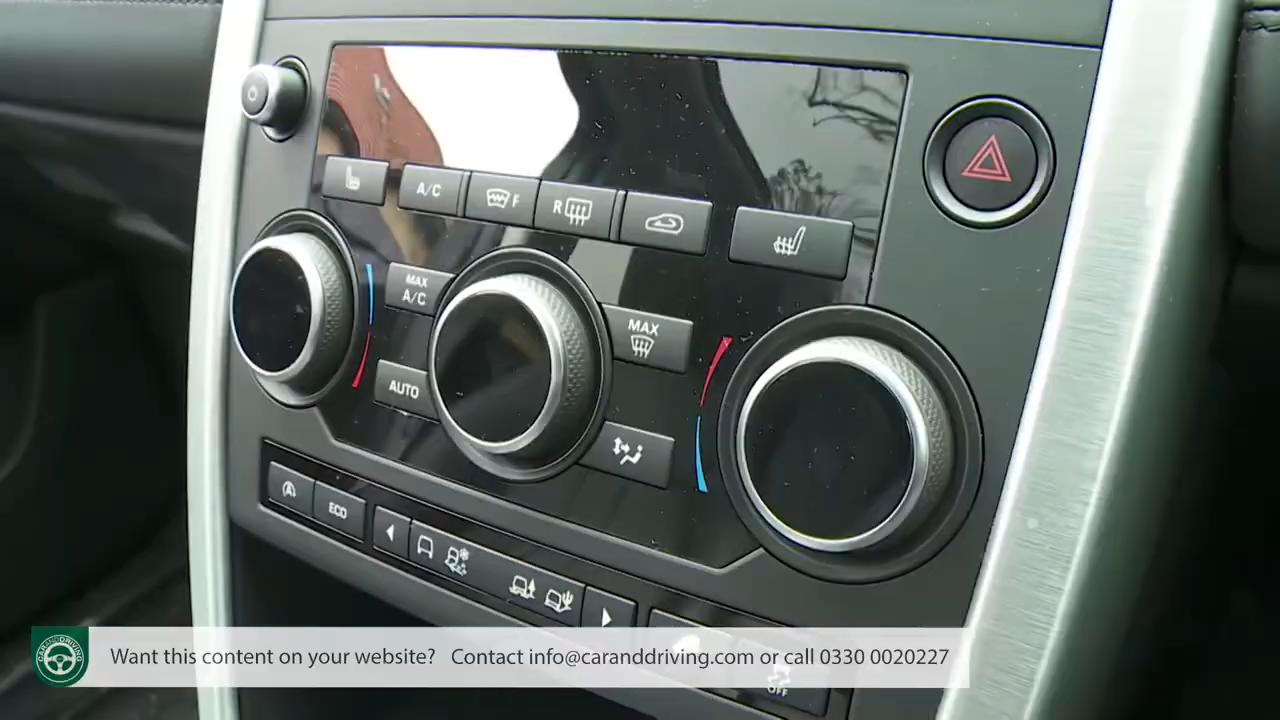 A/C
F
R
MAX
A/C
MAX
AUTO
ECO
CARANDDRIVING
Want this content on your website? Contact info@caranddriving.com or call 0330 0020227
OFF